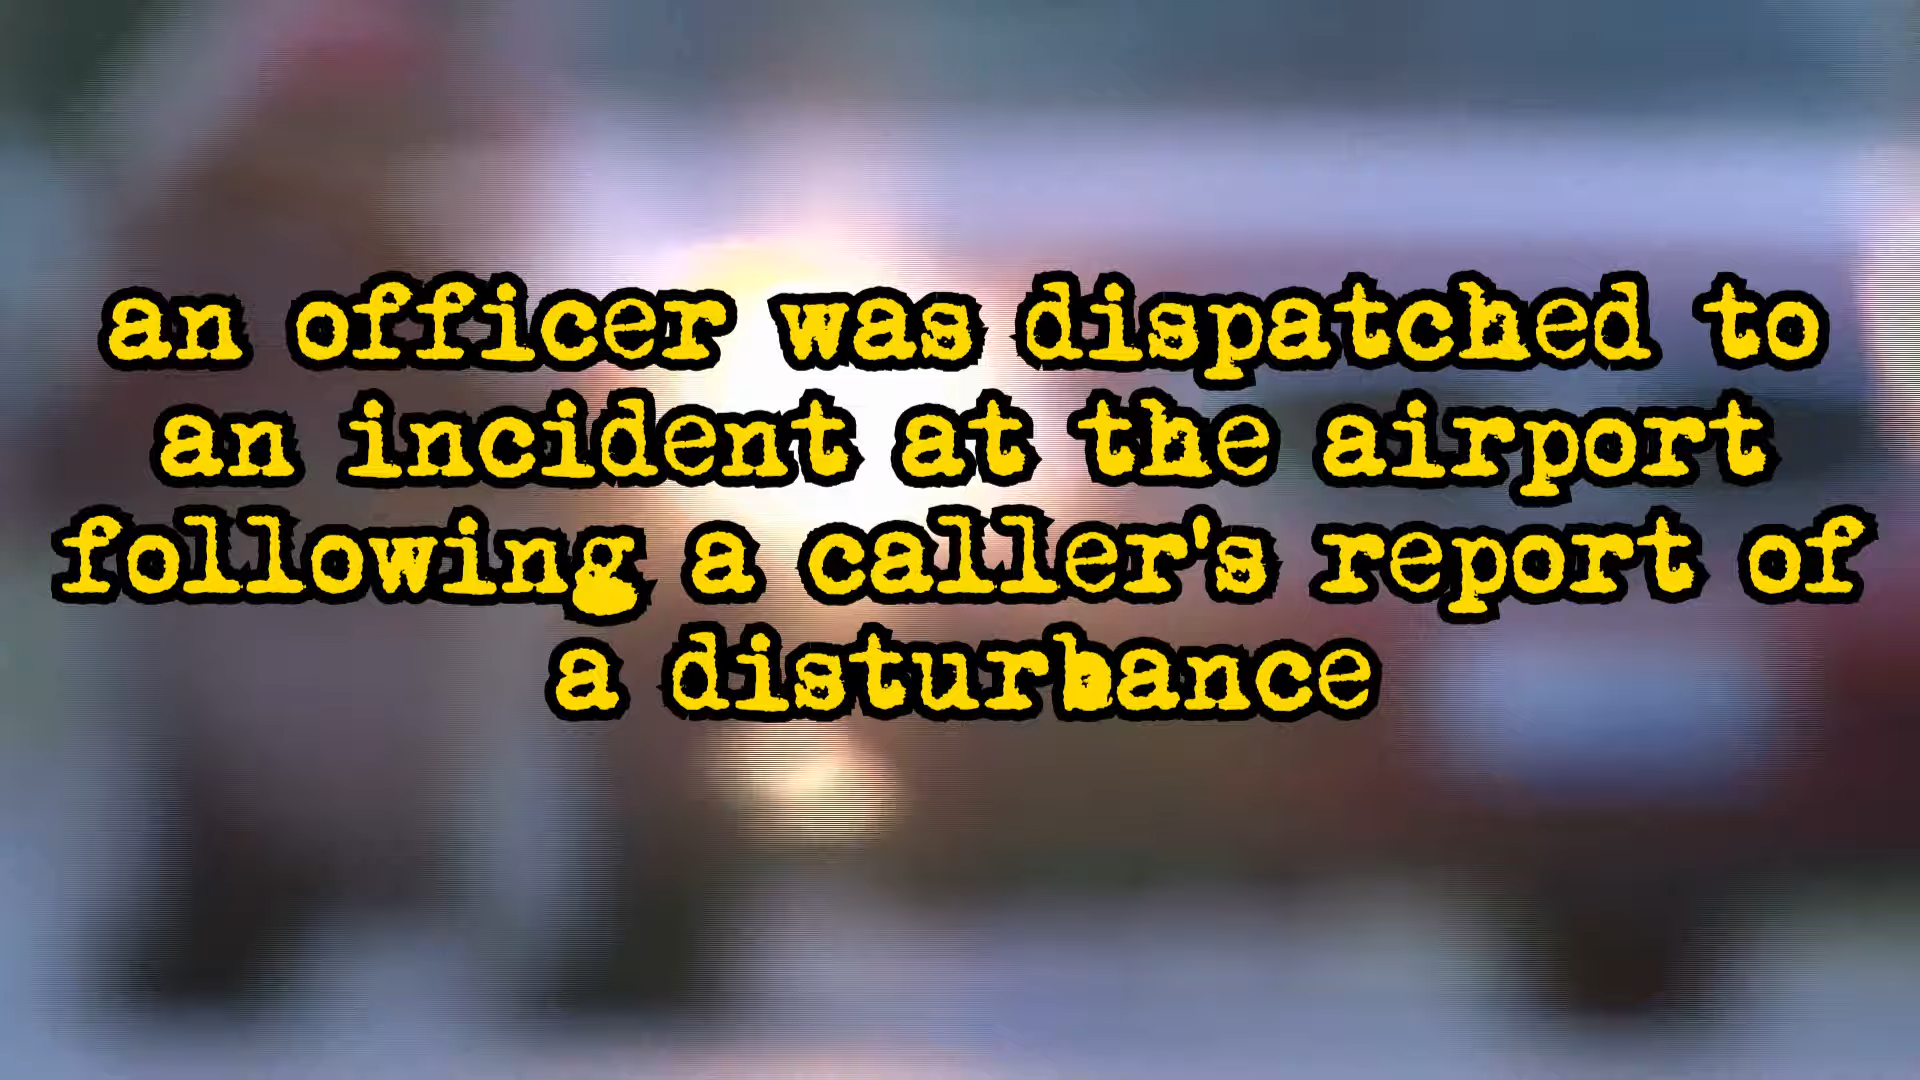 an officer was dispatched to
an incident at the airport
following a caller's report of
a disturbance